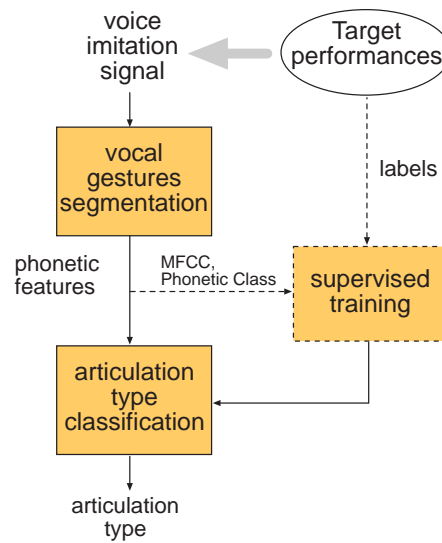 voice
imitation
signal
Target
performances
vocal
gestures
segmentation
labels
phonetic
features
MFCC,
Phonetic Class
supervised
training
articulation
type
classification
articulation
type